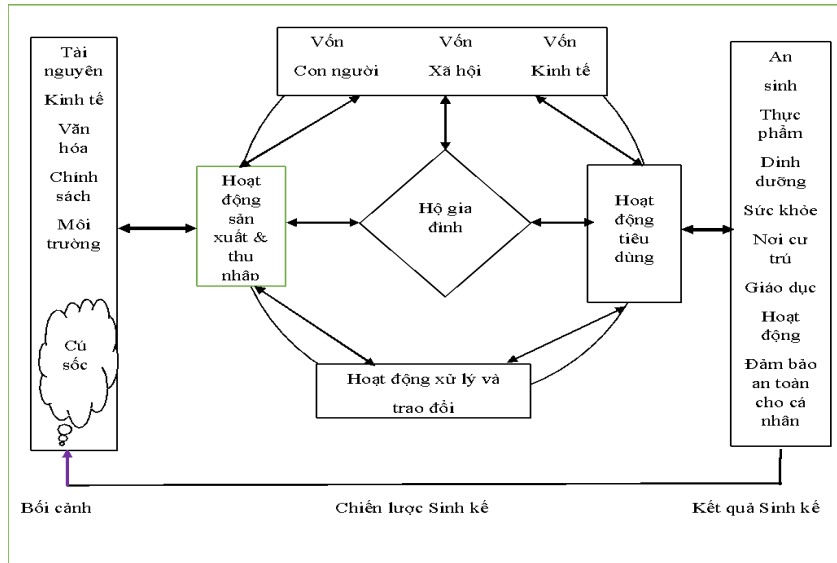 Tài
nguyên
Kinh tế
Văn
hóa
Chính
sách
Môi
trường
Cú
sốc
Vốn Vốn Vốn
Con người Xã hội Kinh tế
Hoạt
động
sản
xuất & 
thu
nhập
Hộ gia
đình
Hoạt
động
tiêu
dùng
Hoạt động xử lý và
trao đổi
An
sinh
Thực
phẩm
Dinh
dưỡng
Sức khỏe
Nơi cư
trú
Giáo dục
Hoạt
động
Đảm bảo
an toàn
cho cá
nhân
Bối cảnh Chiến lược Sinh kế Kết quả Sinh kế